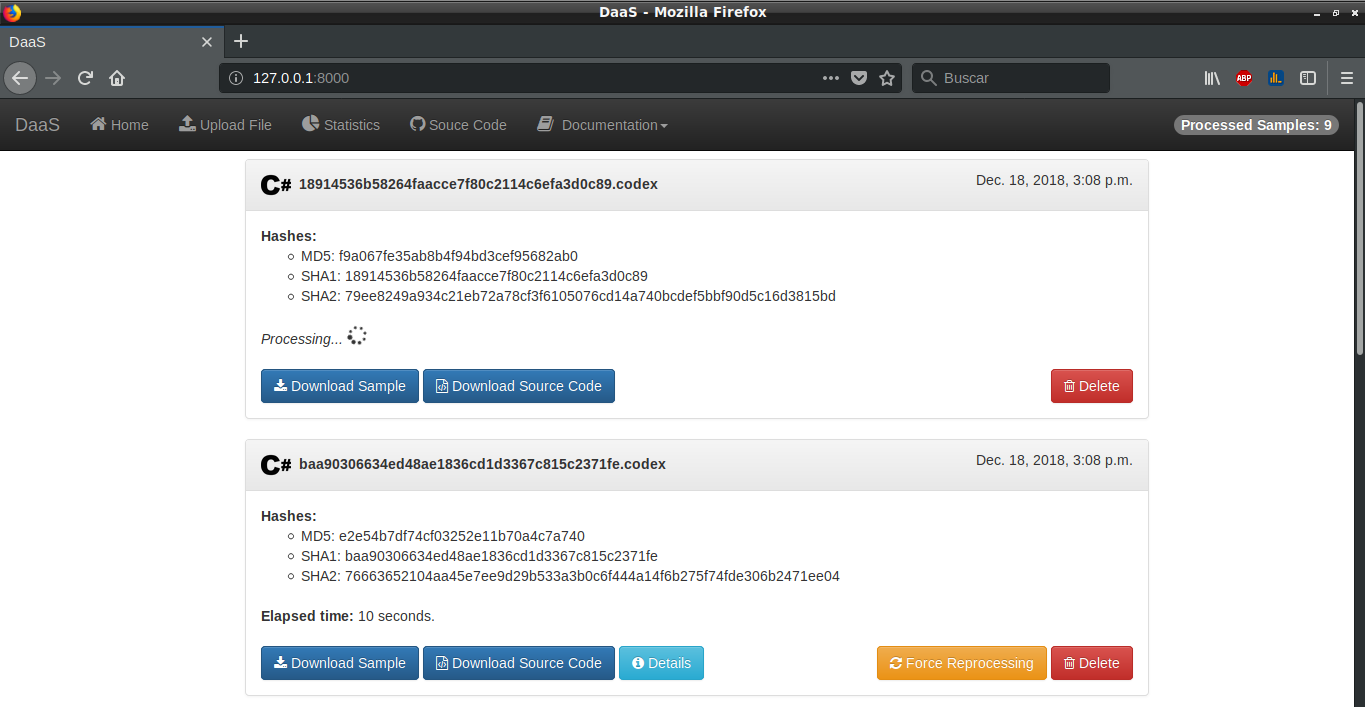 DaaS - Mozilla Firefox
DaaS
127.0.0.1:8000
Buscar
ABP
DaaS Home Upload File Statistics Souce Code Documentation Processed Samples: 9
C# 18914536b58264faacce7f80c2114c6efa3d0c89.codex Dec. 18, 2018, 3:08 p.m.
Hashes:
MD5: f9a067fe35ab8b4f94bd3cef95682ab0
SHA1: 18914536b58264faacce7f80c2114c6efa3d0c89
SHA2: 79ee8249a934c21eb72a78cf3f6105076cd14a740bcdef5bbf90d5c16d3815bd
Processing...
Download Sample Download Source Code Delete
C# baa90306634ed48ae1836cd1d3367c815c2371fe.codex Dec. 18, 2018, 3:08 p.m.
Hashes:
MD5: e2e54b7df74cf03252e11b70a4c7a740
SHA1: baa90306634ed48ae1836cd1d3367c815c2371fe
SHA2: 76663652104aa45e7ee9d29b533a3b0c6f444a14f6b275f74fde306b2471ee04
Elapsed time: 10 seconds.
Download Sample Download Source Code Details Force Reprocessing Delete